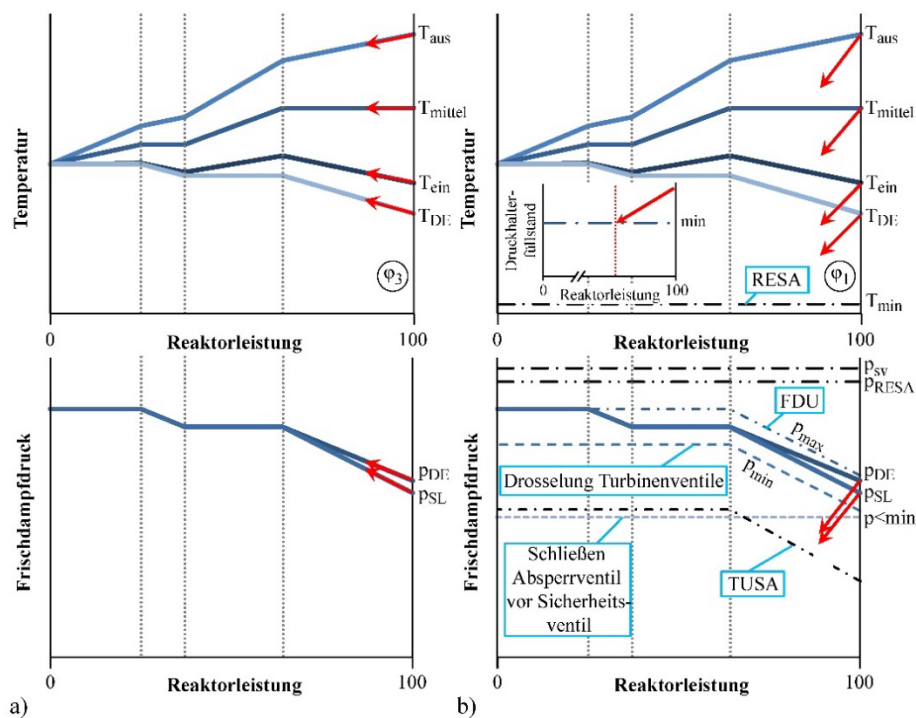 Temperatur
T_aus
T_mittel
T_ein
T_DE
φ3
0
Reaktorleistung
100
Frischdampfdruck
p_DE
p_SL
0
Reaktorleistung
100
a)
Temperatur
T_aus
T_mittel
T_ein
T_DE
Druckhalter-
füllstand
min
0
100
Reaktorleistung
φ1
RESA
T_min
0
Reaktorleistung
100
Frischdampfdruck
p_sv
p_RESA
FDU
p_max
p_DE
p_min
p_SL
Drosselung Turbinenventile
p<min
Schließen
Absperrventil
vor Sicherheits-
ventil
TUSA
0
Reaktorleistung
100
b)